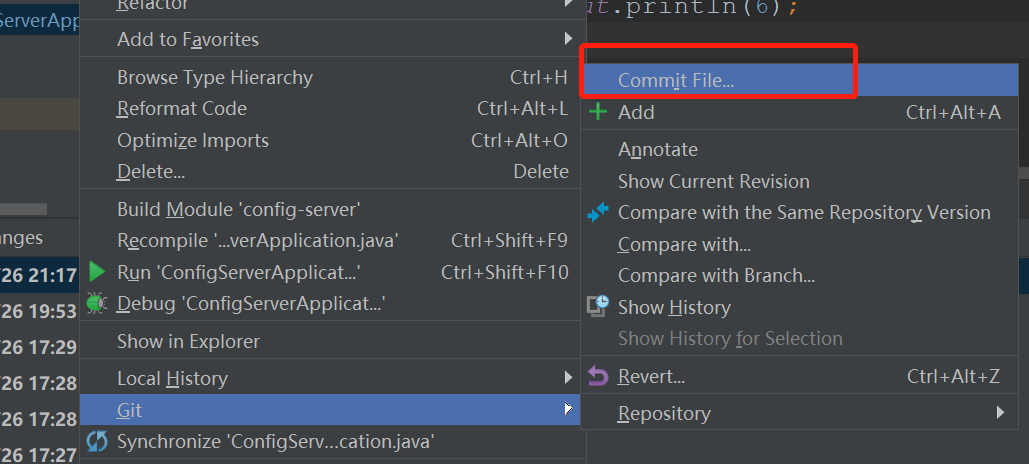 Refactor
ut.println(6);
ServerApp
Add to Favorites
Browse Type Hierarchy Ctrl+H
Commit File...
Reformat Code Ctrl+Alt+L
Add Ctrl+Alt+A
Optimize Imports Ctrl+Alt+O
Annotate
Delete... Delete
Show Current Revision
Build Module 'config-server'
Compare with the Same Repository Version
anges
Recompile '...verApplication.java' Ctrl+Shift+F9
Compare with...
/26 21:17
Run 'ConfigServerApplicat...' Ctrl+Shift+F10
Compare with Branch...
/26 19:53
Debug 'ConfigServerApplicat...'
Show History
/26 17:29
Show in Explorer
Show History for Selection
/26 17:28
Local History
Revert... Ctrl+Alt+Z
/26 17:28
Git
Repository
/26 17:27
Synchronize 'ConfigServ...cation.java'